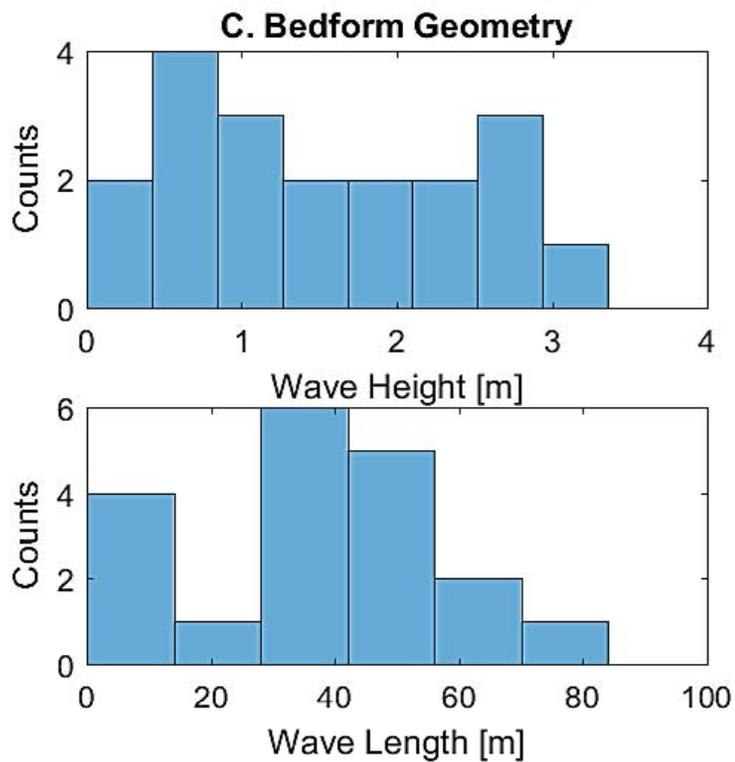 C. Bedform Geometry
4
2
0
Counts
0 1 2 3 4
Wave Height [m]
6
4
2
0
Counts
0 20 40 60 80 100
Wave Length [m]